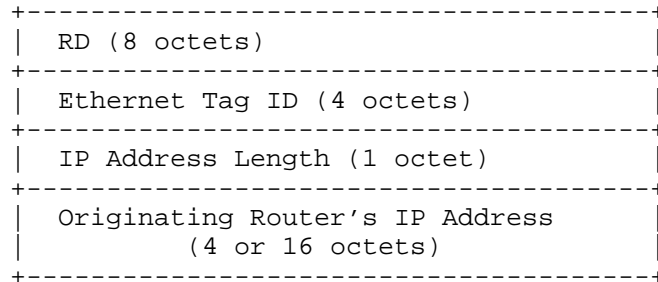 +---------------------------------------+
| RD (8 octets) |
+---------------------------------------+
| Ethernet Tag ID (4 octets) |
+---------------------------------------+
| IP Address Length (1 octet) |
+---------------------------------------+
| Originating Router's IP Address |
| (4 or 16 octets) |
+---------------------------------------+